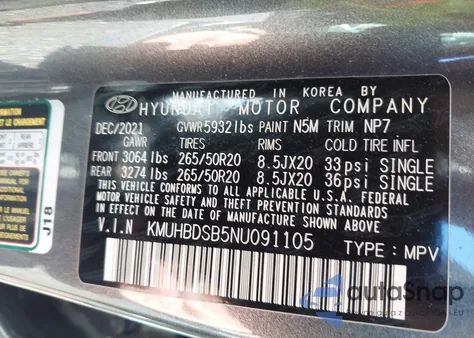 MANUFACTURED IN KOREA BY
HYUNDAI MOTOR COMPANY
DEC/2021 GVWR 5932lbs PAINT N5M TRIM NP7
GAWR TIRES RIMS COLD TIRE INFL
FRONT 3064 lbs 265/50R20 8.5JX20 33psi SINGLE
REAR 3274 lbs 265/50R20 8.5JX20 36psi SINGLE
THIS VEHICLE CONFORMS TO ALL APPLICABLE U.S.A. FEDERAL
MOTOR VEHICLE SAFETY, BUMPER, AND THEFT PREVENTION STANDARDS
IN EFFECT ON THE DATE OF MANUFACTURE SHOWN ABOVE.
V.I.N KMUHBDSB5NU091105 TYPE : MPV
J18
autoSnap